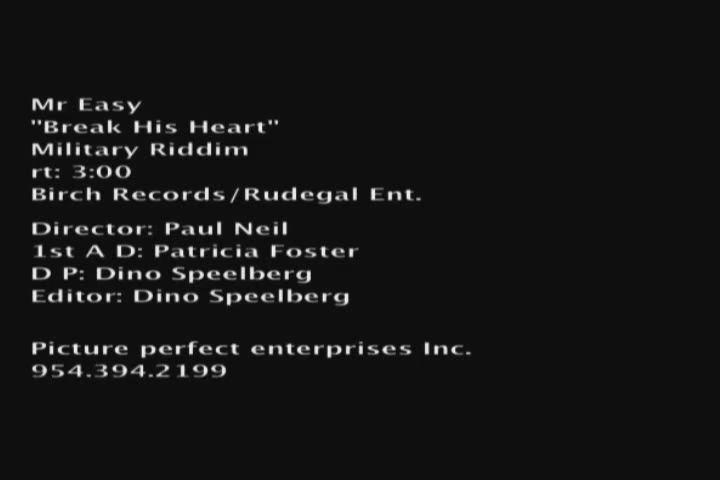 Mr Easy
"Break His Heart"
Military Riddim
rt: 3:00
Birch Records/Rudegal Ent.
Director: Paul Neil
1st A D: Patricia Foster
D P: Dino Speelberg
Editor: Dino Speelberg
Picture perfect enterprises Inc.
954.394.2199